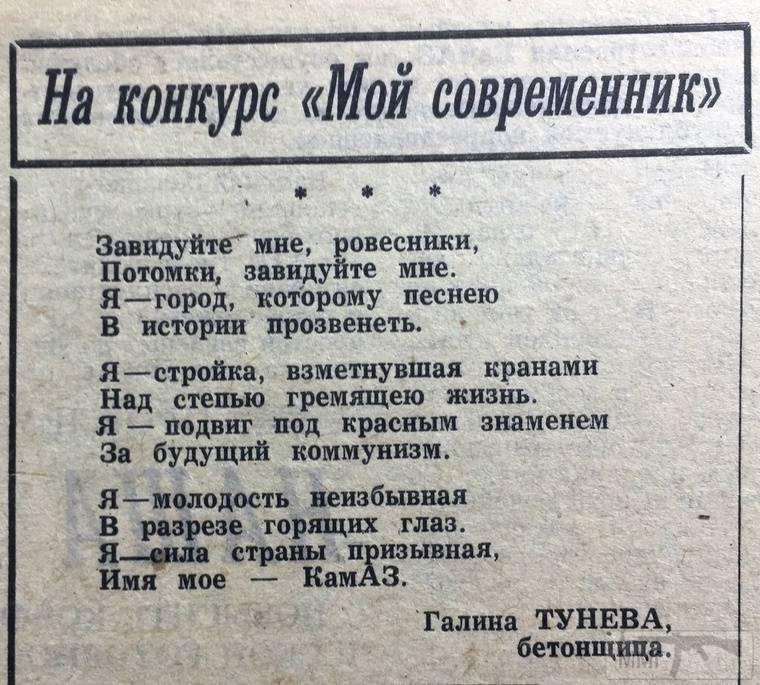 На конкурс «Мой современник»
* * *
Завидуйте мне, ровесники,
Потомки, завидуйте мне.
Я—город, которому песнею
В истории прозвенеть.
Я—стройка, взметнувшая кранами
Над степью гремящею жизнь.
Я — подвиг под красным знаменем
За будущий коммунизм.
Я—молодость неизбывная
В разрезе горящих глаз.
Я—сила страны призывная,
Имя мое — КамАЗ.
Галина ТУНЕВА,
бетонщица.